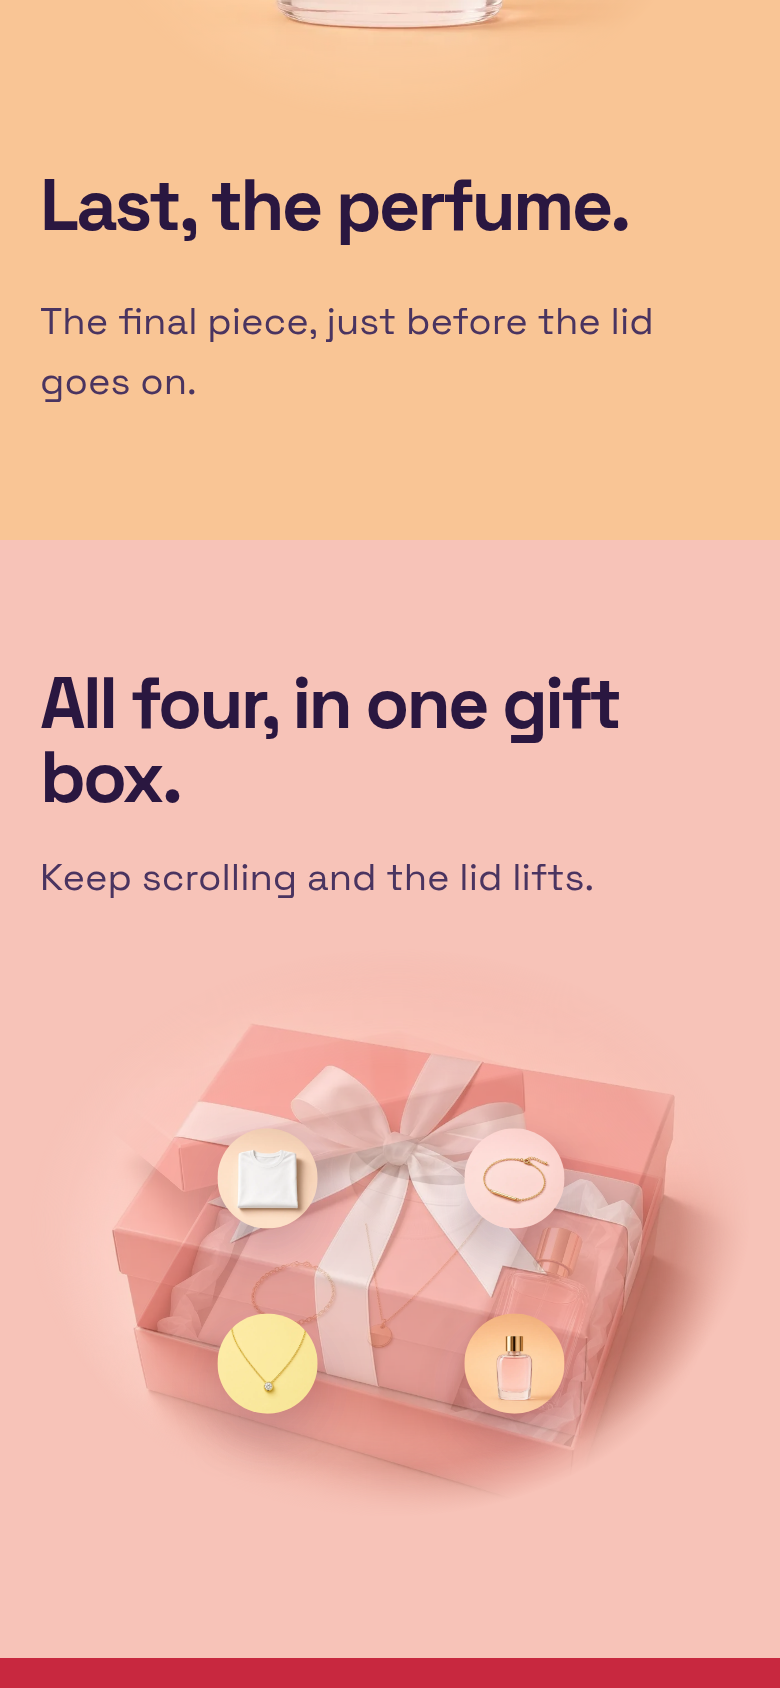 Last, the perfume.
The final piece, just before the lid
goes on.
All four, in one gift
box.
Keep scrolling and the lid lifts.